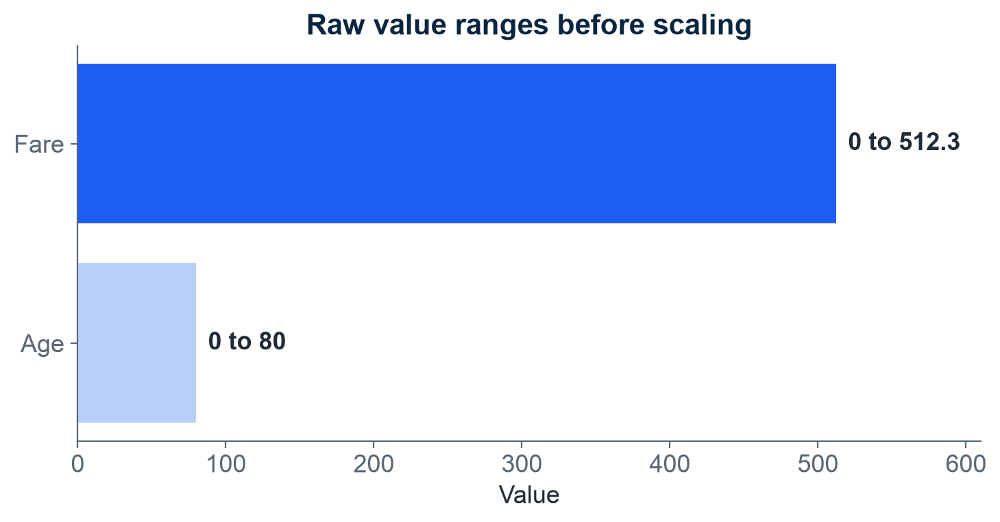 Raw value ranges before scaling
Fare
0 to 512.3
Age
0 to 80
0 100 200 300 400 500 600
Value